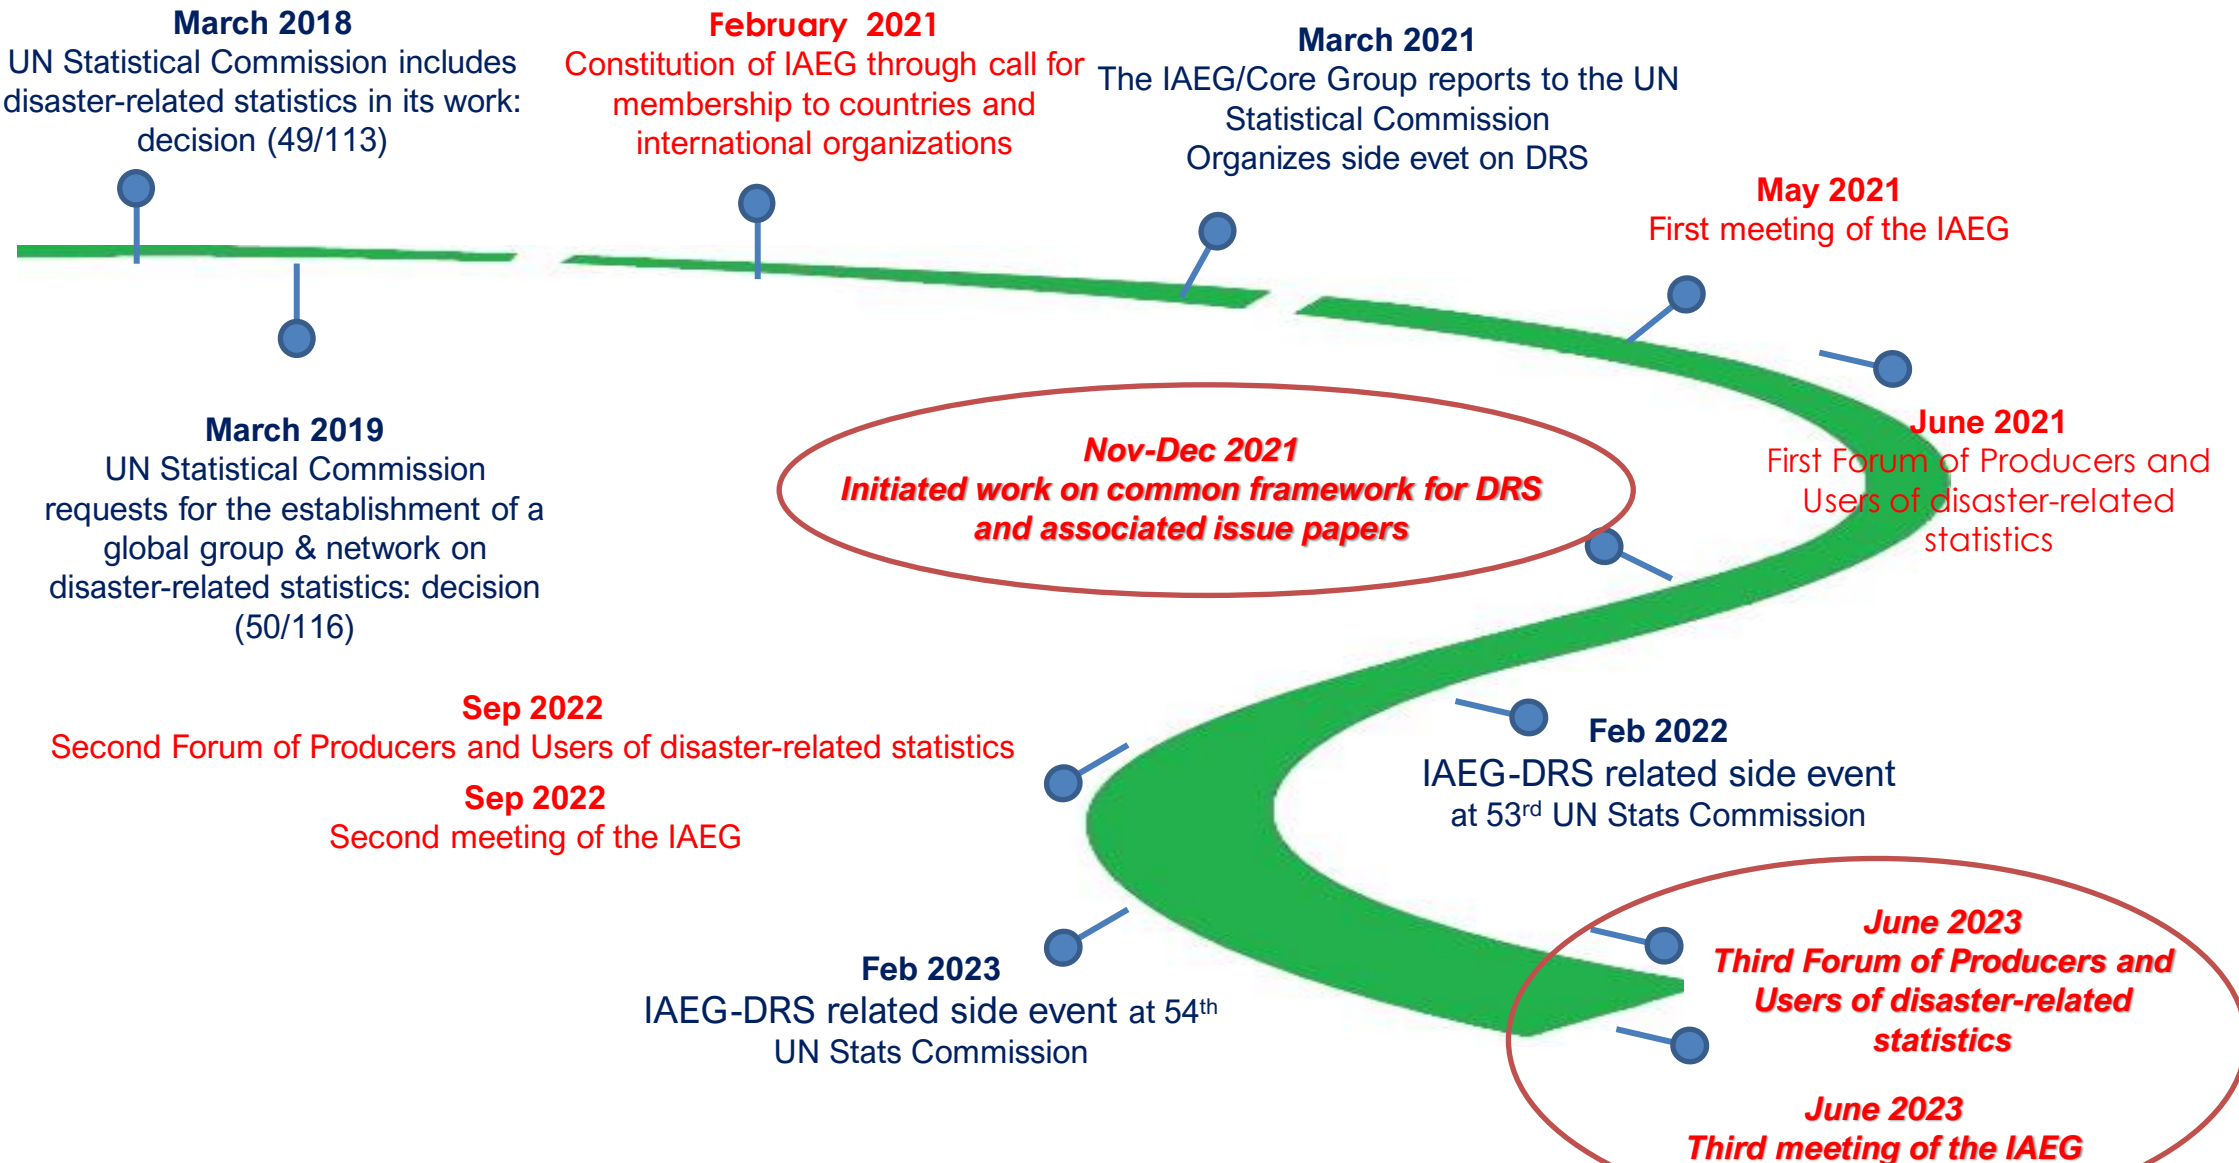 March 2018
UN Statistical Commission includes
disaster-related statistics in its work:
decision (49/113)
February 2021
Constitution of IAEG through call for
membership to countries and
international organizations
March 2021
The IAEG/Core Group reports to the UN
Statistical Commission
Organizes side evet on DRS
May 2021
First meeting of the IAEG
March 2019
UN Statistical Commission
requests for the establishment of a
global group & network on
disaster-related statistics: decision
(50/116)
Nov-Dec 2021
Initiated work on common framework for DRS
and associated issue papers
June 2021
First Forum of Producers and
Users of disaster-related
statistics
Sep 2022
Second Forum of Producers and Users of disaster-related statistics
Sep 2022
Second meeting of the IAEG
Feb 2022
IAEG-DRS related side event
at 53rd UN Stats Commission
Feb 2023
IAEG-DRS related side event at 54th
UN Stats Commission
June 2023
Third Forum of Producers and
Users of disaster-related
statistics
June 2023
Third meeting of the IAEG